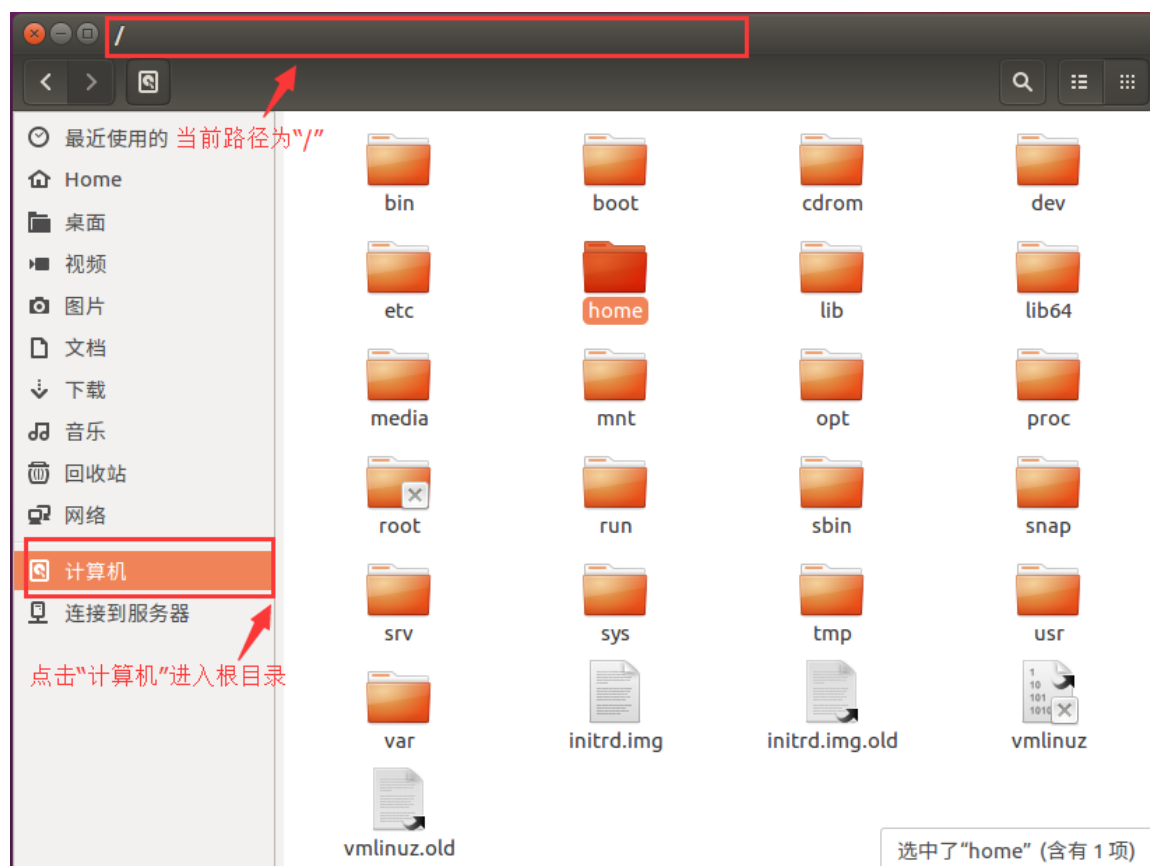 /
最近使用的 当前路径为“/”
Home
桌面
视频
图片
文档
下载
音乐
回收站
网络
计算机
连接到服务器
点击“计算机”进入根目录
bin boot cdrom dev
etc home lib lib64
media mnt opt proc
root run sbin snap
srv sys tmp usr
1
10
101
1010
var initrd.img initrd.img.old vmlinuz
vmlinuz.old
选中了“home” (含有 1 项)